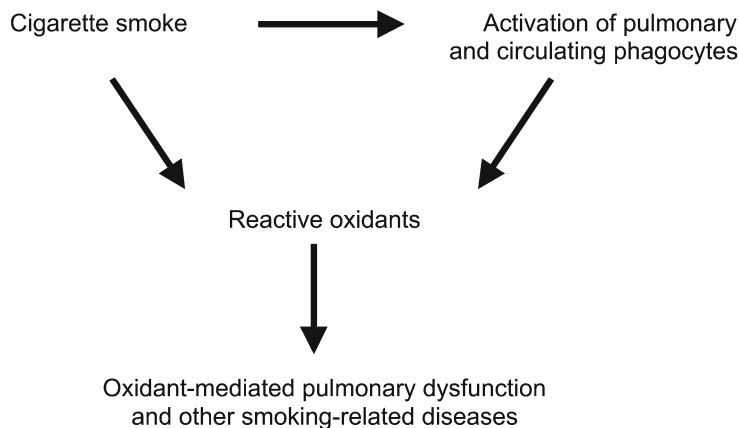 Cigarette smoke
Activation of pulmonary
and circulating phagocytes
Reactive oxidants
Oxidant-mediated pulmonary dysfunction
and other smoking-related diseases